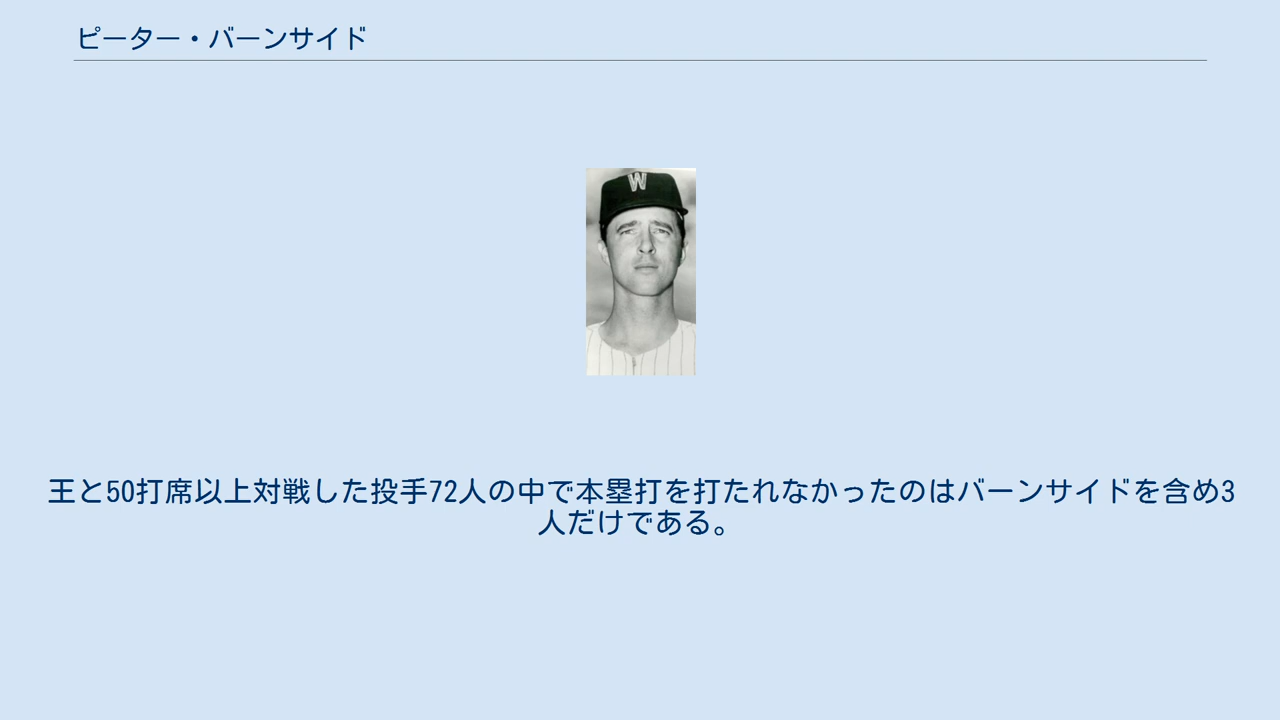 ピーター・バーンサイド
W
王と50打席以上対戦した投手72人の中で本塁打を打たれなかったのはバーンサイドを含め3
人だけである。